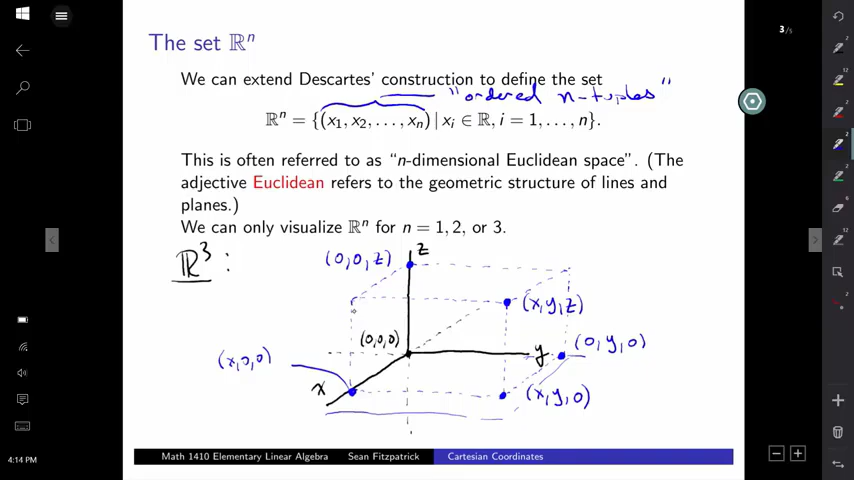 3/5
The set ℝⁿ
We can extend Descartes' construction to define the set
"ordered n-tuples"
ℝⁿ = {(x₁, x₂, . . . , xₙ) | xᵢ ∈ ℝ, i = 1, . . . , n}.
This is often referred to as "n-dimensional Euclidean space". (The
adjective Euclidean refers to the geometric structure of lines and
planes.)
We can only visualize ℝⁿ for n = 1, 2, or 3.
ℝ³ :
z
(0,0,z)
(x,y,z)
(0,0,0)
y
(0,y,0)
(x,0,0)
x
(x,y,0)
4:14 PM
Math 1410 Elementary Linear Algebra Sean Fitzpatrick Cartesian Coordinates